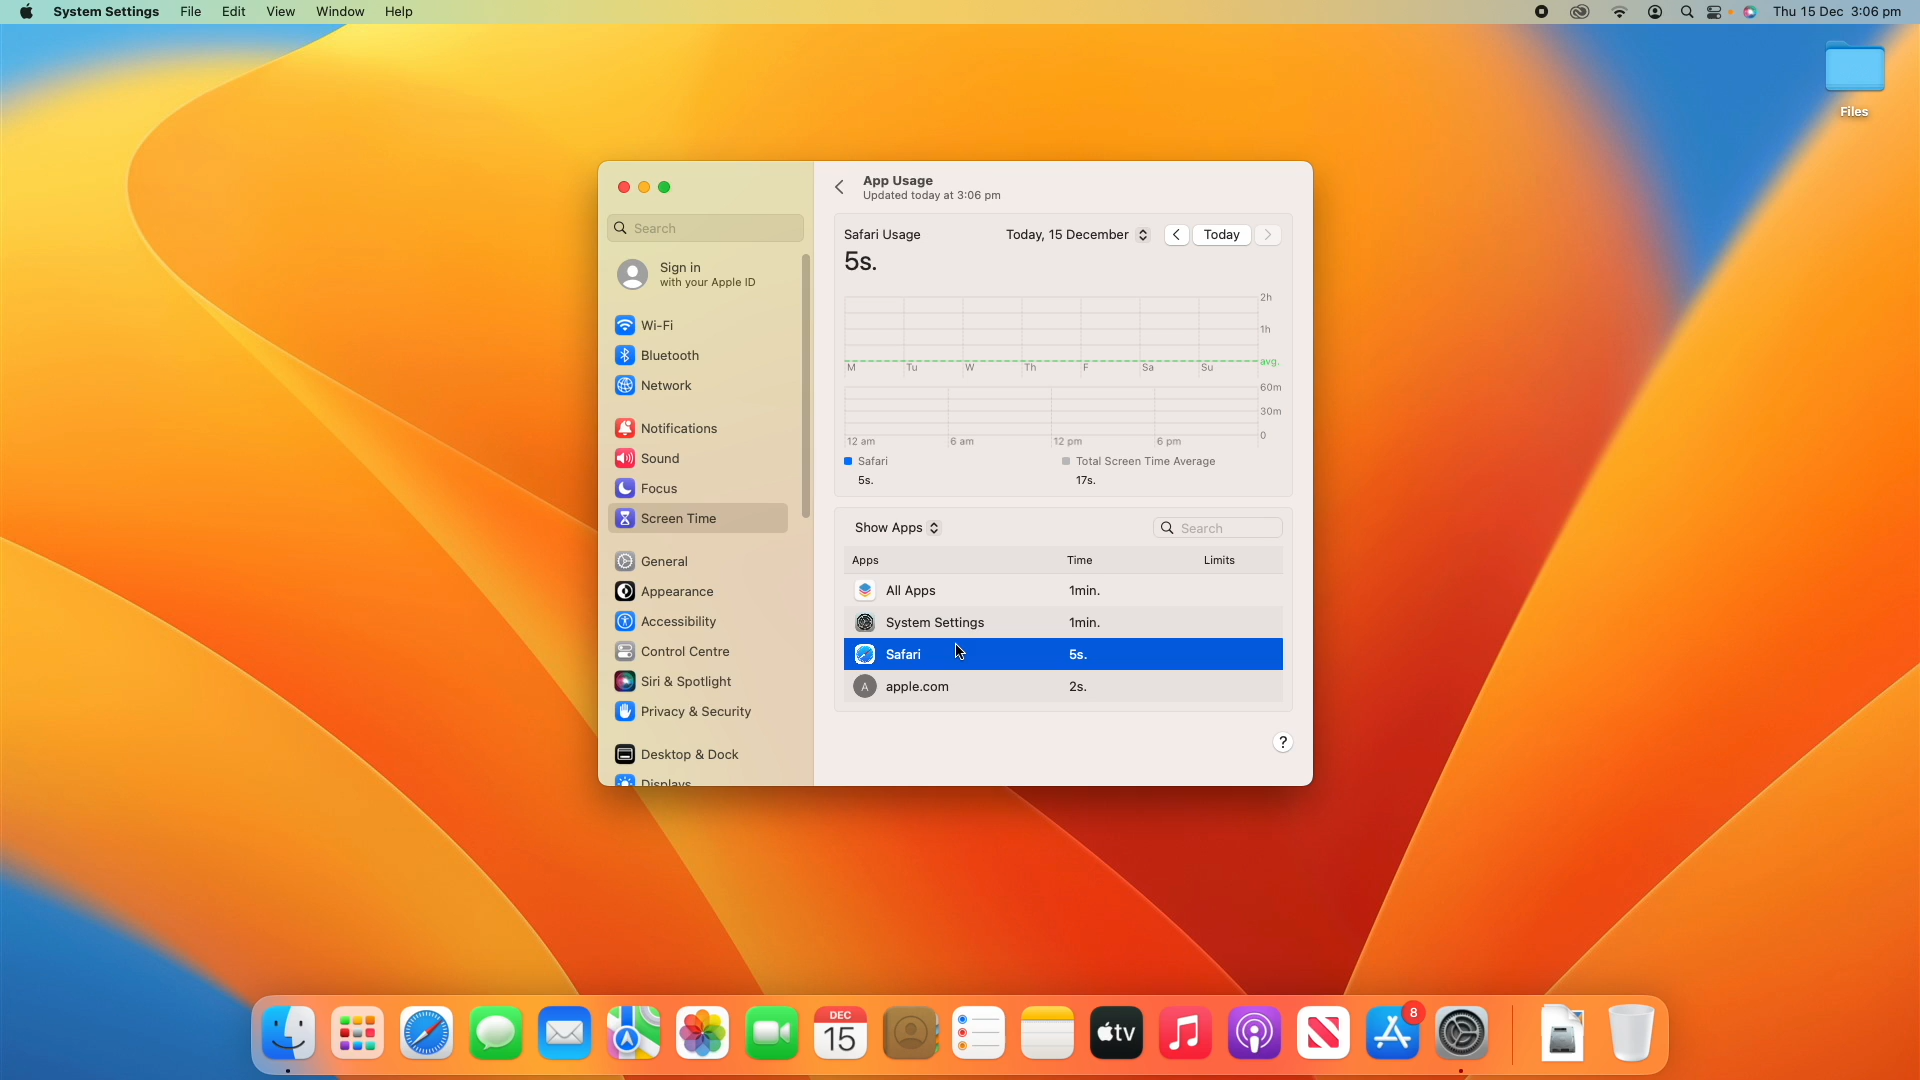 System Settings File Edit View Window Help
Thu 15 Dec 3:06 pm
Files
App Usage
Updated today at 3:06 pm
Search
Sign in
with your Apple ID
Wi-Fi
Bluetooth
Network
Notifications
Sound
Focus
Screen Time
General
Appearance
Accessibility
Control Centre
Siri & Spotlight
Privacy & Security
Desktop & Dock
Displays
Safari Usage
Today, 15 December
Today
5s.
2h
1h
avg.
M Tu W Th F Sa Su
60m
30m
0
12 am 6 am 12 pm 6 pm
Safari Total Screen Time Average
5s. 17s.
Show Apps
Search
Apps Time Limits
All Apps 1min.
System Settings 1min.
Safari 5s.
A apple.com 2s.
?
DEC
15
tv
8